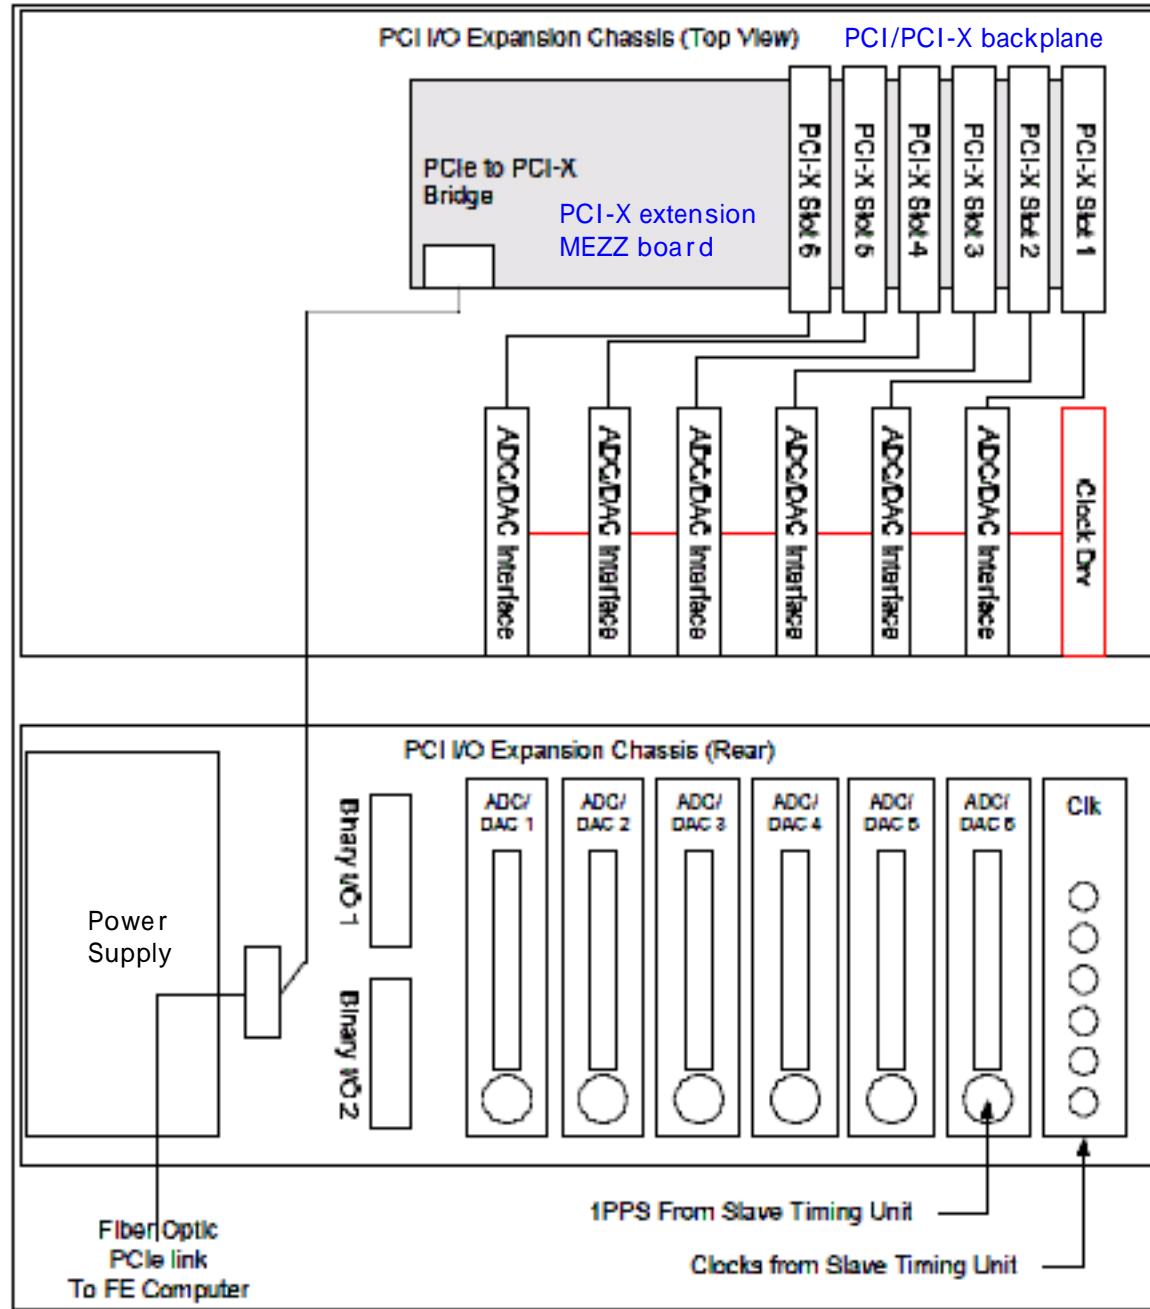 PCI I/O Expansion Chassis (Top View)
PCI/PCI-X backplane
PCIe to PCI-X
Bridge
PCI-X extension
MEZZ board
PCI-X Slot 6
PCI-X Slot 5
PCI-X Slot 4
PCI-X Slot 3
PCI-X Slot 2
PCI-X Slot 1
ADC/DAC Interface
ADC/DAC Interface
ADC/DAC Interface
ADC/DAC Interface
ADC/DAC Interface
ADC/DAC Interface
Clock Drv
PCI I/O Expansion Chassis (Rear)
Power
Supply
Binary I/O 1
Binary I/O 2
ADC/
DAC 1
ADC/
DAC 2
ADC/
DAC 3
ADC/
DAC 4
ADC/
DAC 5
ADC/
DAC 6
Clk
1PPS From Slave Timing Unit
Clocks from Slave Timing Unit
Fiber Optic
PCIe link
To FE Computer